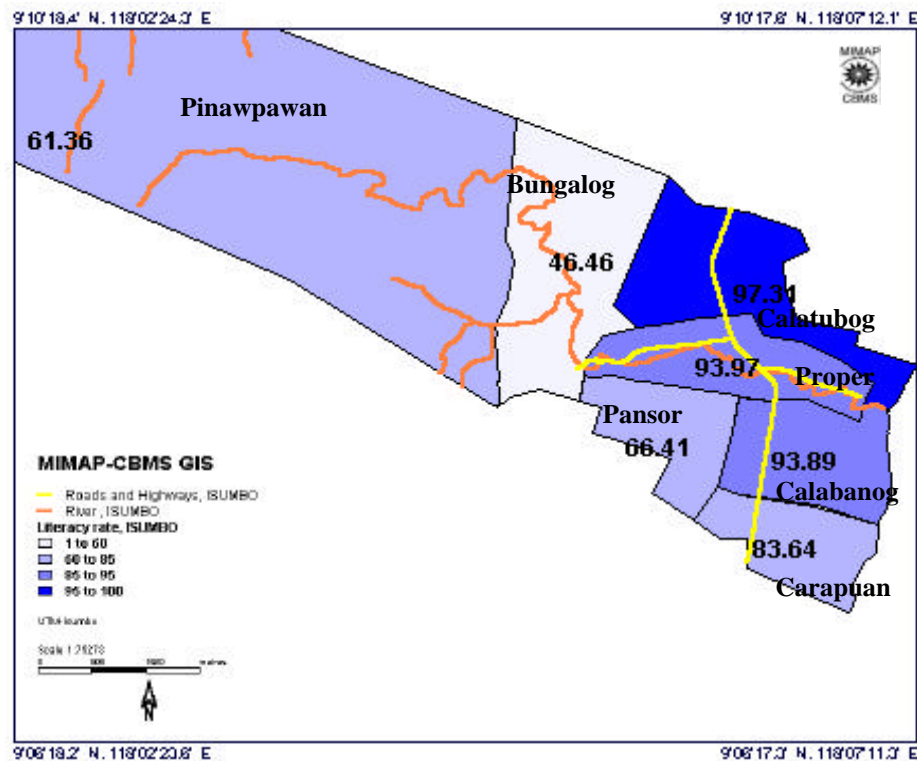 9°10'18.4" N. 118°02'24.3" E
9°10'17.6" N. 118°07'12.1" E
MIMAP
CBMS
Pinawpawan
61.36
Bungalog
46.46
97.31
Calatubog
93.97
Proper
Pansor
66.41
93.89
Calabanog
83.64
Carapuan
MIMAP-CBMS GIS
Roads and Highways, ISUMBO
River, ISUMBO
Literacy rate, ISUMBO
1 to 60
60 to 85
85 to 95
95 to 100
Scale
N
9°06'18.2" N. 118°02'23.6" E
9°06'17.3" N. 118°07'11.3" E